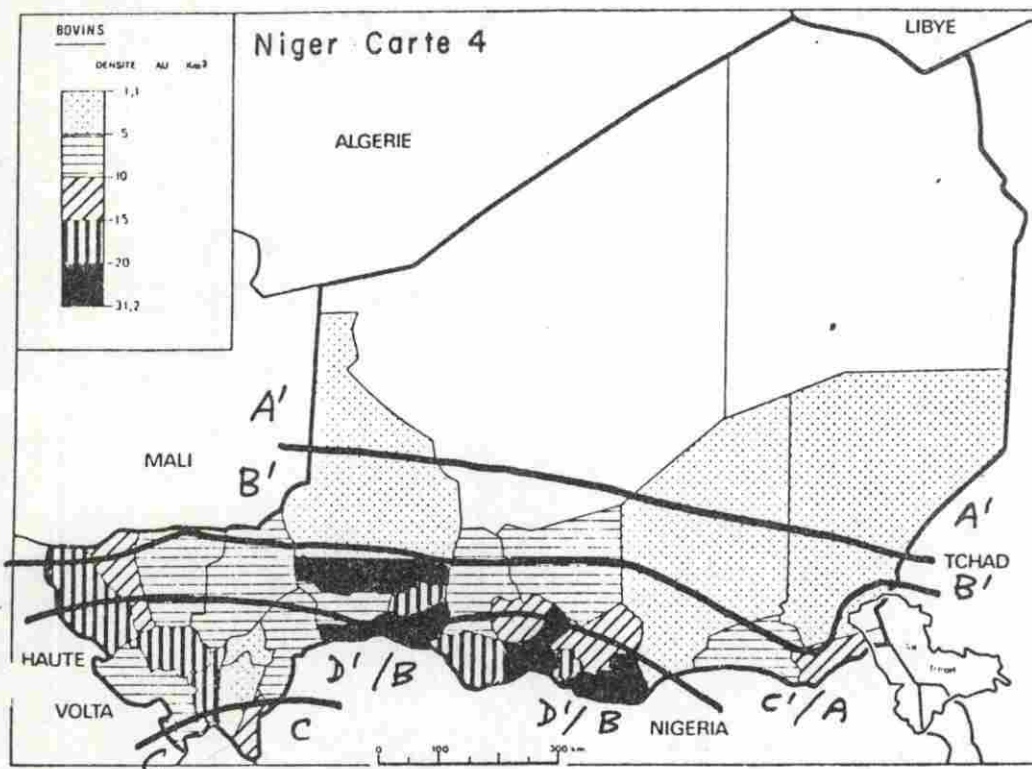 BOVINS
DENSITE AU Km2
1,1
5
10
15
20
31,2
Niger Carte 4
LIBYE
ALGERIE
A'
MALI
B'
A'
TCHAD
B'
HAUTE
VOLTA
D'/B
D'/B
C'/A
NIGERIA
C
C
0 100 300 km